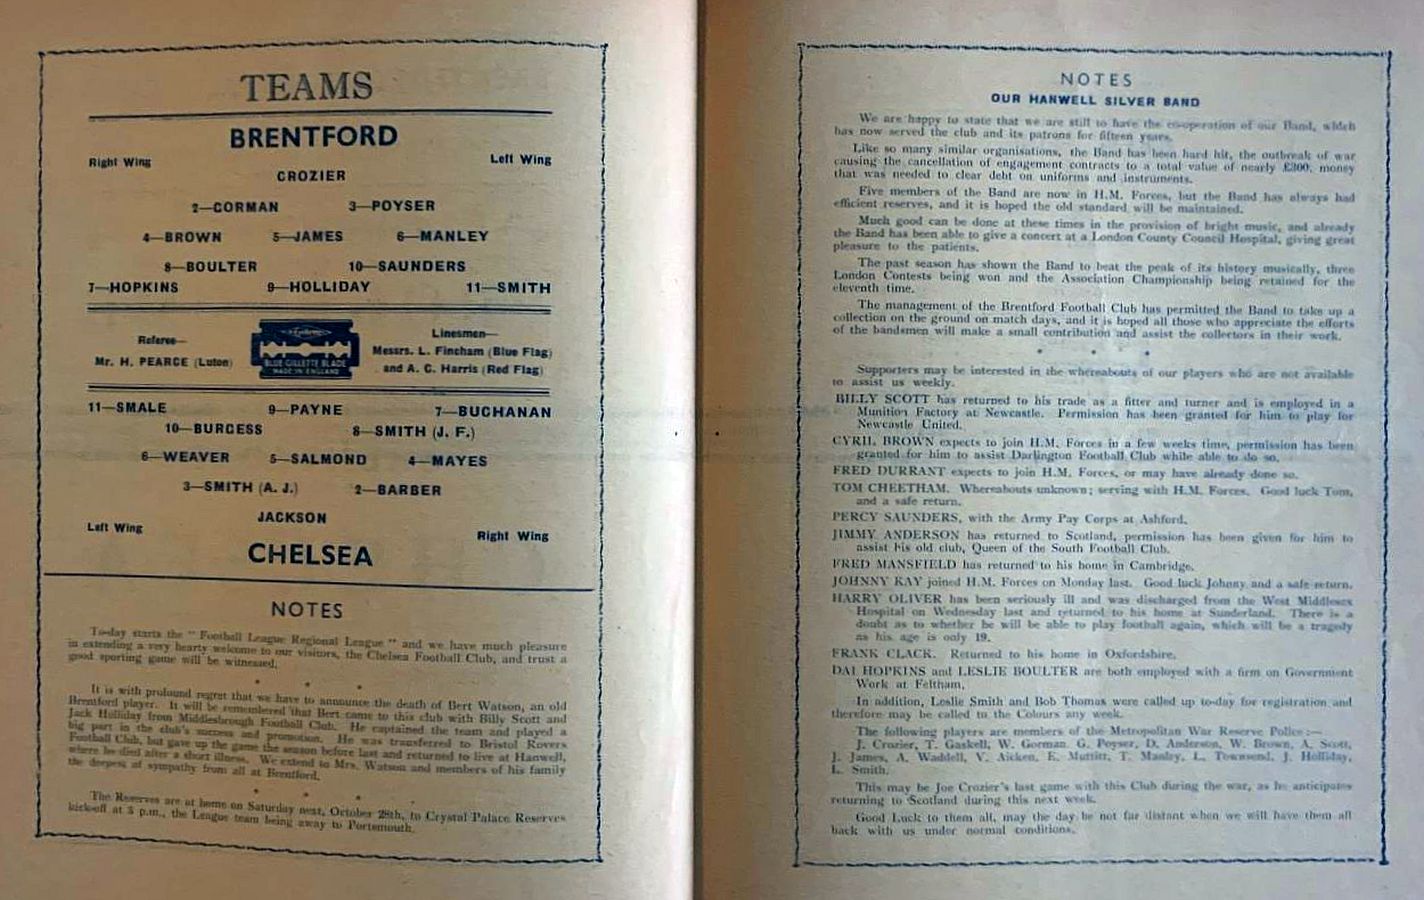 TEAMS
BRENTFORD
Right Wing Left Wing
CROZIER
2—GORMAN 3—POYSER
4—BROWN 5—JAMES 6—MANLEY
8—BOULTER 10—SAUNDERS
7—HOPKINS 9—HOLLIDAY 11—SMITH
Referee—
Mr. H. PEARCE (Luton)
BLUE GILLETTE BLADE
MADE IN ENGLAND
Linesmen—
Messrs. L. Fincham (Blue Flag)
and A. C. Harris (Red Flag)
11—SMALE 9—PAYNE 7—BUCHANAN
10—BURGESS 8—SMITH (J. F.)
6—WEAVER 5—SALMOND 4—MAYES
3—SMITH (A. J.) 2—BARBER
JACKSON
Left Wing Right Wing
CHELSEA
NOTES
To-day starts the "Football League Regional League" and we have much pleasure
in extending a very hearty welcome to our visitors, the Chelsea Football Club, and trust a
good sporting game will be witnessed.
* * *
It is with profound regret that we have to announce the death of Bert Watson, an old
Brentford player. It will be remembered that Bert came to this club with Billy Scott and
Jack Holliday from Middlesbrough Football Club. He captained the team and played a
big part in the club's success and promotion. He was transferred to Bristol Rovers
Football Club, but gave up the game the season before last and returned to live at Hanwell,
where he died after a short illness. We extend to Mrs. Watson and members of his family
the deepest of sympathy from all at Brentford.
* * *
The Reserves are at home on Saturday next, October 28th, to Crystal Palace Reserves
kick-off at 3 p.m., the League team being away to Portsmouth.
NOTES
OUR HANWELL SILVER BAND
We are happy to state that we are still to have the co-operation of our Band, which
has now served the club and its patrons for fifteen years.
Like so many similar organisations, the Band has been hard hit, the outbreak of war
causing the cancellation of engagement contracts to a total value of nearly £300, money
that was needed to clear debt on uniforms and instruments.
Five members of the Band are now in H.M. Forces, but the Band has always had
efficient reserves, and it is hoped the old standard will be maintained.
Much good can be done at these times in the provision of bright music, and already
the Band has been able to give a concert at a London County Council Hospital, giving great
pleasure to the patients.
The past season has shown the Band to beat the peak of its history musically, three
London Contests being won and the Association Championship being retained for the
eleventh time.
The management of the Brentford Football Club has permitted the Band to take up a
collection on the ground on match days, and it is hoped all those who appreciate the efforts
of the bandsmen will make a small contribution and assist the collectors in their work.
* * *
Supporters may be interested in the whereabouts of our players who are not available
to assist us weekly.
BILLY SCOTT has returned to his trade as a fitter and turner and is employed in a
Munition Factory at Newcastle. Permission has been granted for him to play for
Newcastle United.
CYRIL BROWN expects to join H.M. Forces in a few weeks time, permission has been
granted for him to assist Darlington Football Club while able to do so.
FRED DURRANT expects to join H.M. Forces, or may have already done so.
TOM CHEETHAM. Whereabouts unknown; serving with H.M. Forces. Good luck Tom,
and a safe return.
PERCY SAUNDERS, with the Army Pay Corps at Ashford.
JIMMY ANDERSON has returned to Scotland, permission has been given for him to
assist his old club, Queen of the South Football Club.
FRED MANSFIELD has returned to his home in Cambridge.
JOHNNY KAY joined H.M. Forces on Monday last. Good luck Johnny and a safe return.
HARRY OLIVER has been seriously ill and was discharged from the West Middlesex
Hospital on Wednesday last and returned to his home at Sunderland. There is a
doubt as to whether he will be able to play football again, which will be a tragedy
as his age is only 19.
FRANK CLACK. Returned to his home in Oxfordshire.
DAI HOPKINS and LESLIE BOULTER are both employed with a firm on Government
Work at Feltham.
In addition, Leslie Smith and Bob Thomas were called up to-day for registration and
therefore may be called to the Colours any week.
The following players are members of the Metropolitan War Reserve Police :—
J. Crozier, T. Gaskell, W. Gorman, G. Poyser, D. Anderson, W. Brown, A. Scott,
J. James, A. Waddell, V. Aicken, E. Muttitt, T. Manley, L. Townsend, J. Holliday,
L. Smith.
This may be Joe Crozier's last game with this Club during the war, as he anticipates
returning to Scotland during this next week.
Good Luck to them all, may the day be not far distant when we will have them all
back with us under normal conditions.